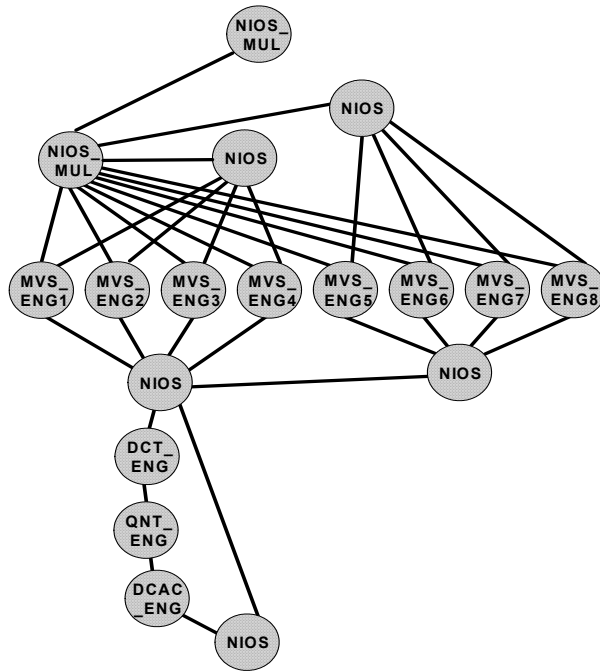 NIOS_
MUL
NIOS
NIOS_
MUL
NIOS
MVS_
ENG1
MVS_
ENG2
MVS_
ENG3
MVS_
ENG4
MVS_
ENG5
MVS_
ENG6
MVS_
ENG7
MVS_
ENG8
NIOS
NIOS
DCT_
ENG
QNT_
ENG
DCAC
_ENG
NIOS